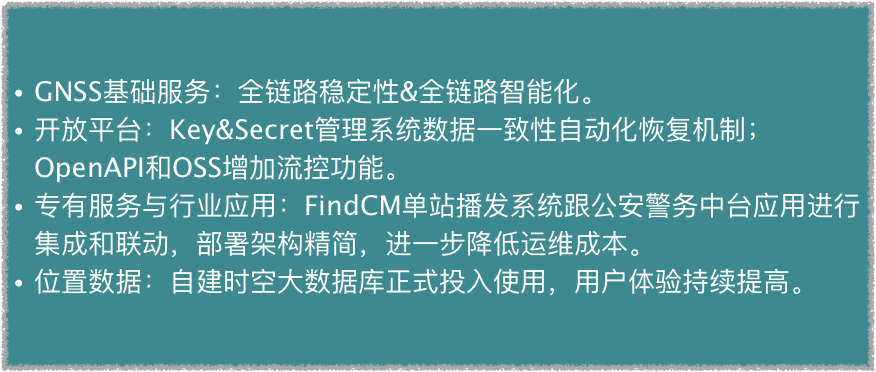 • GNSS基础服务：全链路稳定性&全链路智能化。
• 开放平台：Key&Secret管理系统数据一致性自动化恢复机制；
OpenAPI和OSS增加流控功能。
• 专有服务与行业应用：FindCM单站播发系统跟公安警务中台应用进行
集成和联动，部署架构精简，进一步降低运维成本。
• 位置数据：自建时空大数据库正式投入使用，用户体验持续提高。